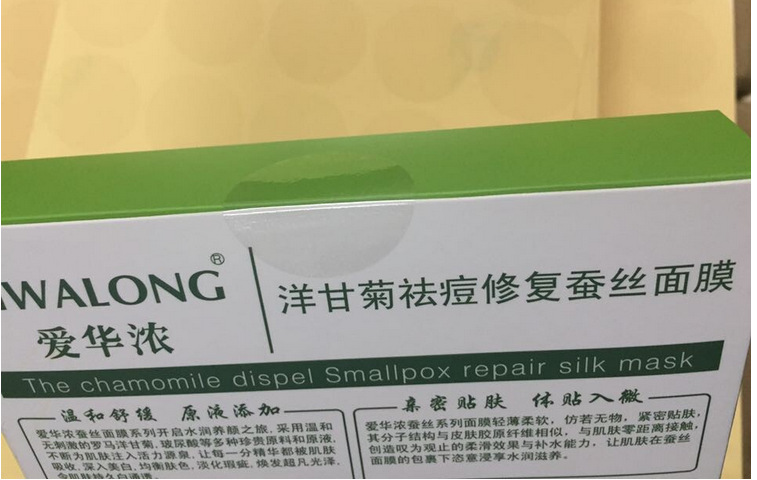 WALONG®
爱华浓
洋甘菊祛痘修复蚕丝面膜
The chamomile dispel Smallpox repair silk mask
温和舒缓 原液添加
爱华浓蚕丝面膜系列开启水润养颜之旅，采用温和
无刺激的罗马洋甘菊、玻尿酸等多种珍贵原料和原液，
不断为肌肤注入活力源泉，让每一分精华都被肌肤
吸收，深入美白，均衡肤色，淡化瑕疵，焕发超凡光泽，
令肌肤持久白透
亲密贴肤 体贴入微
爱华浓蚕丝系列面膜轻薄柔软，仿若无物，紧密贴肤，
其分子结构与皮肤胶原纤维相似，与肌肤零距离接触，
创造叹为观止的柔滑效果与补水能力，让肌肤在蚕丝
面膜的包裹下恣意浸享水润滋养。